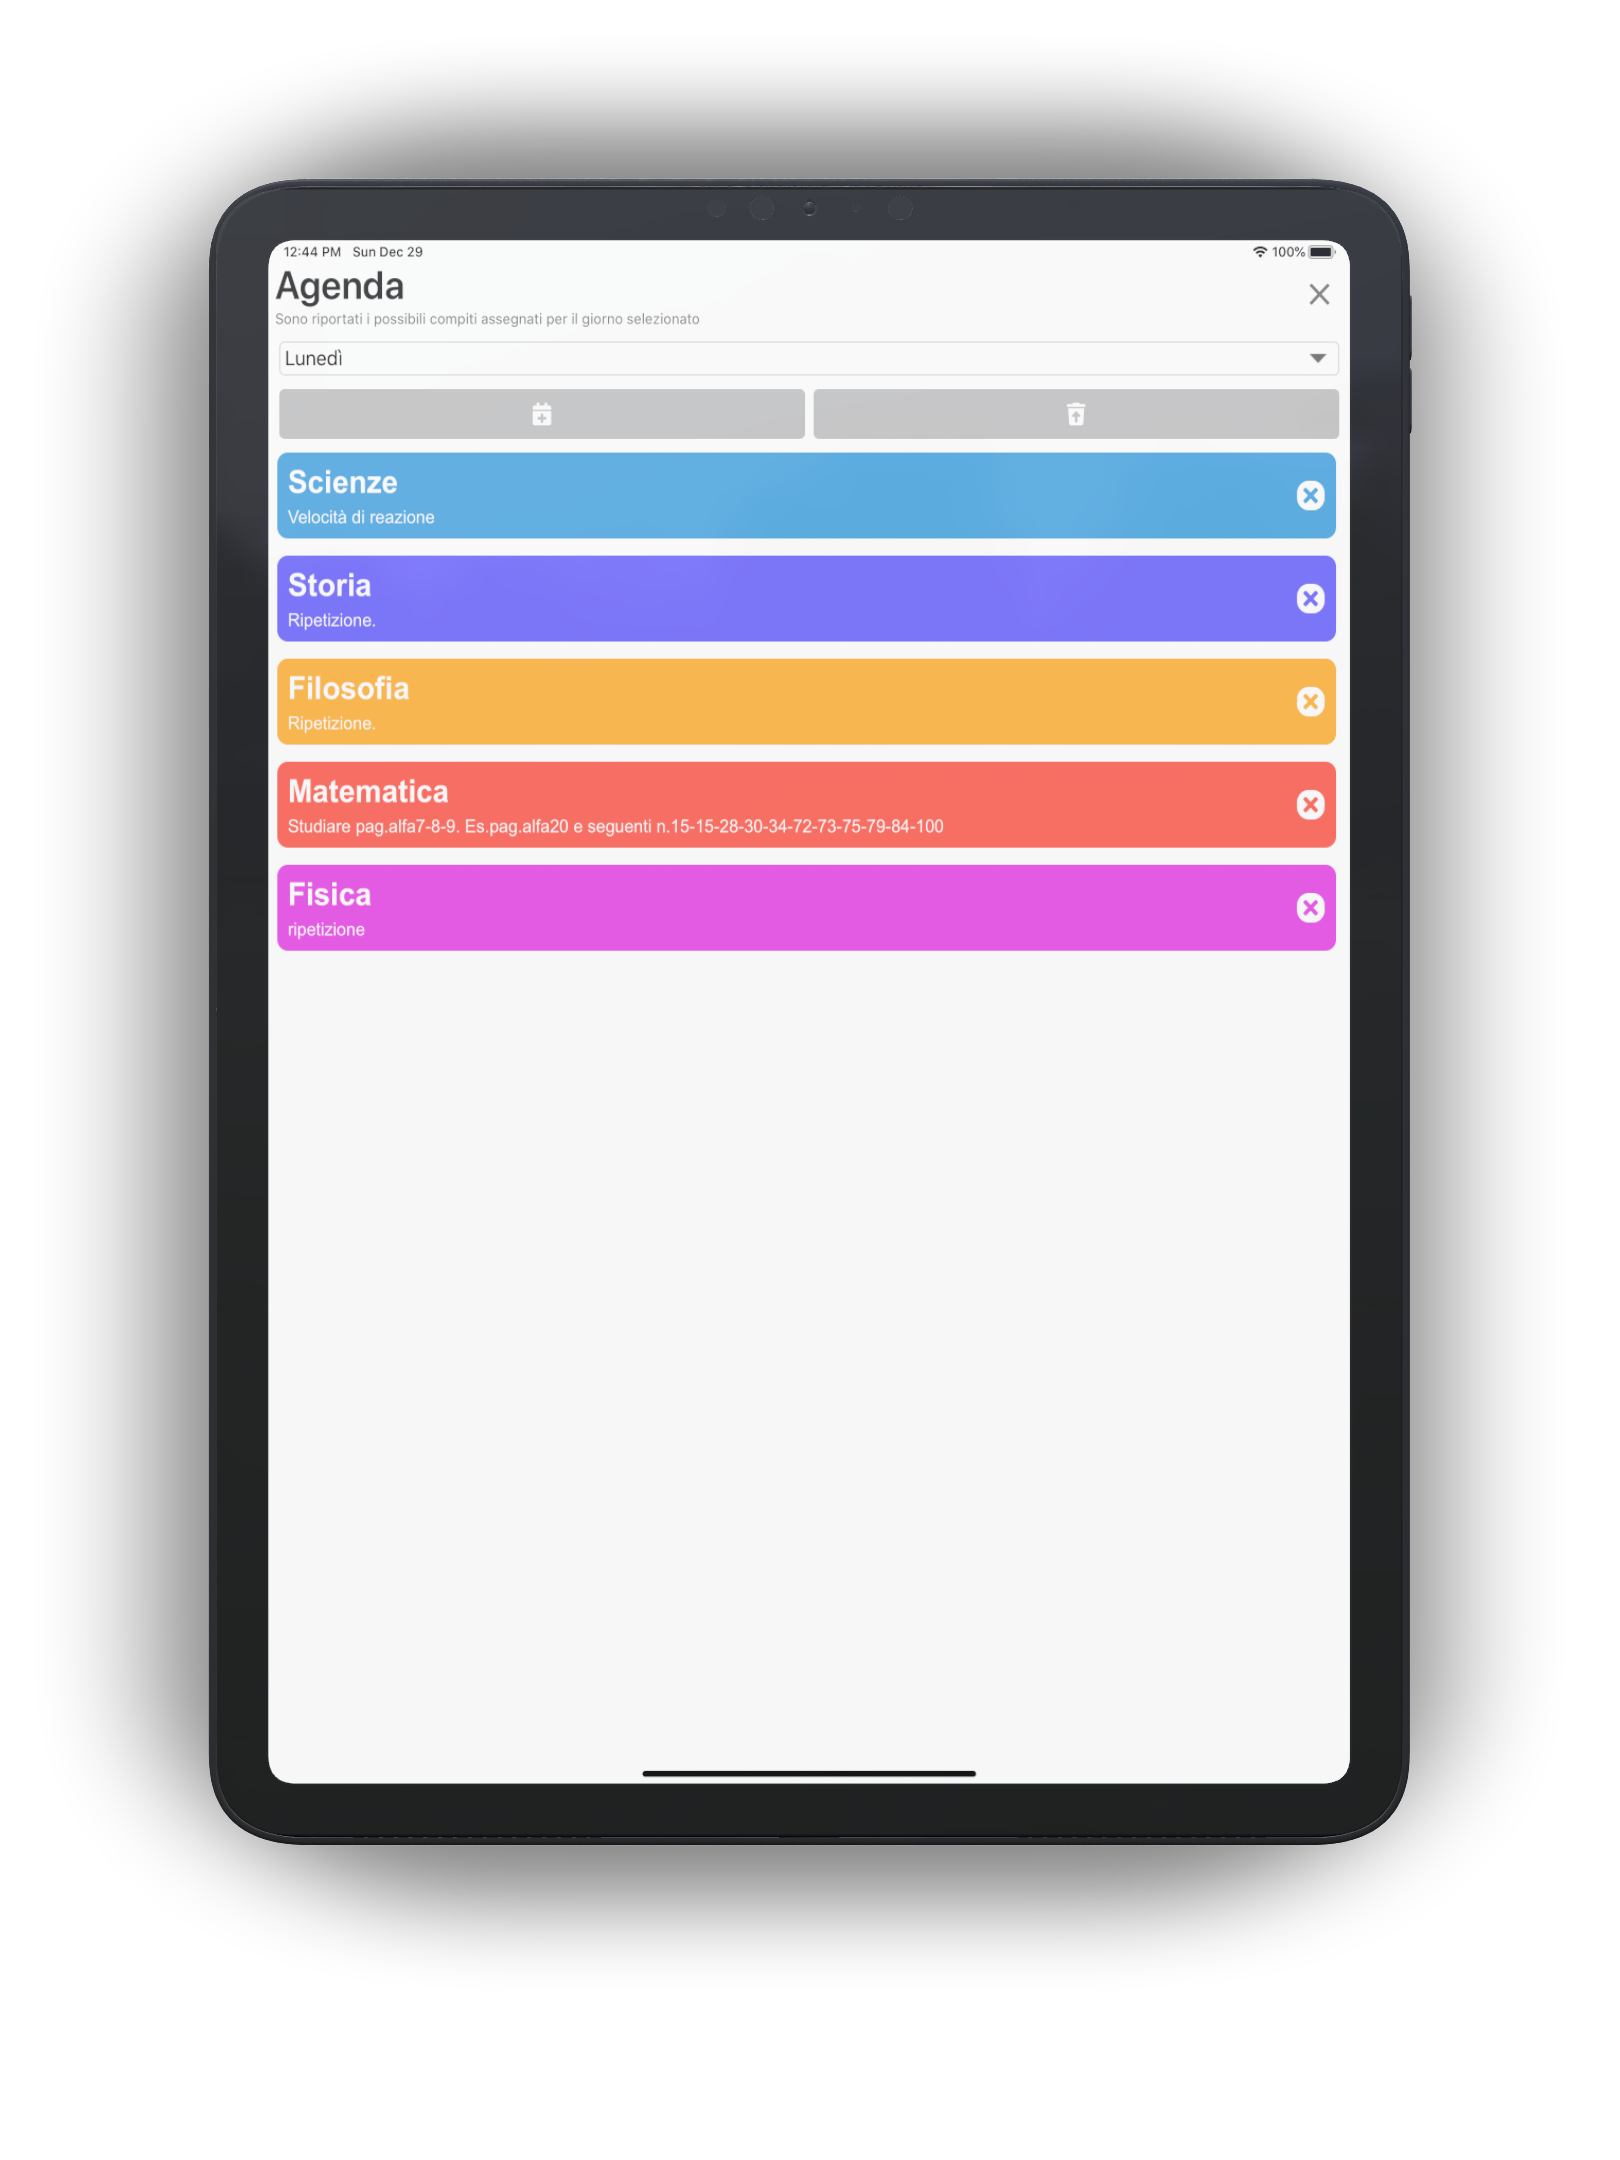 12:44 PM Sun Dec 29 100%
Agenda
Sono riportati i possibili compiti assegnati per il giorno selezionato
Lunedì
Scienze
Velocità di reazione
Storia
Ripetizione.
Filosofia
Ripetizione.
Matematica
Studiare pag.alfa7-8-9. Es.pag.alfa20 e seguenti n.15-15-28-30-34-72-73-75-79-84-100
Fisica
ripetizione